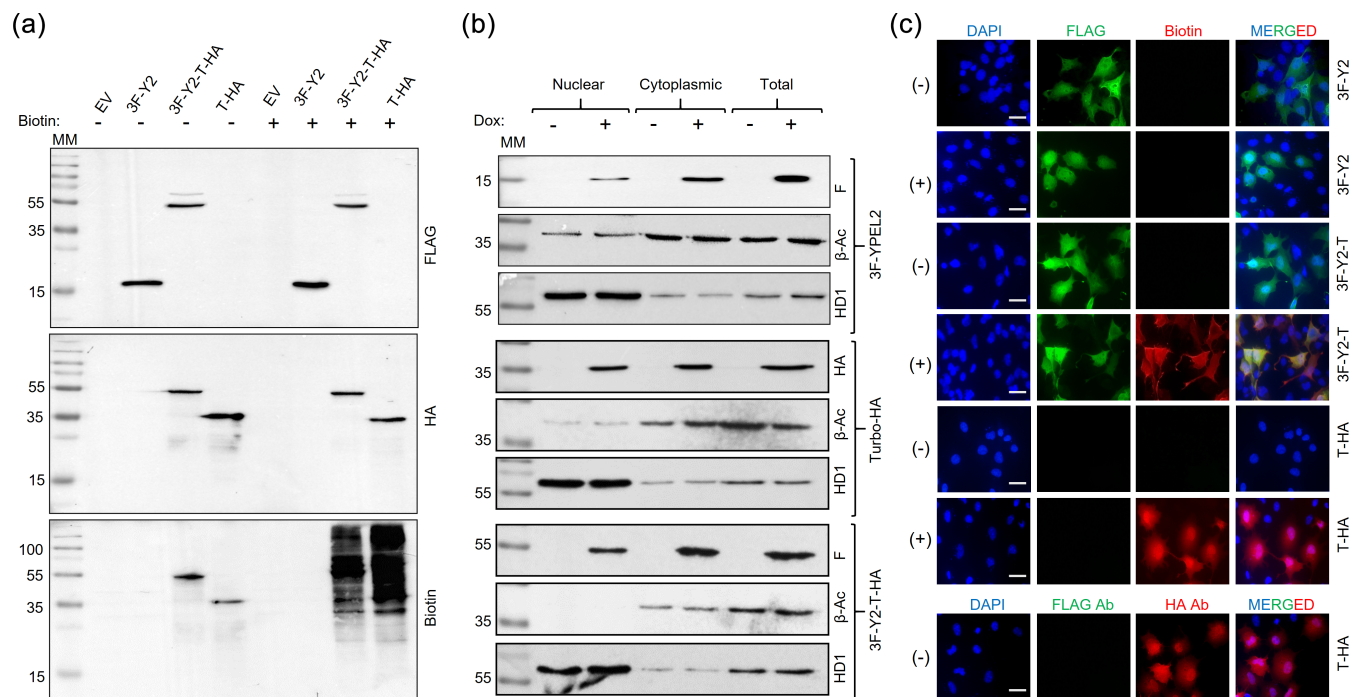 (a)
EV 3F-Y2 3F-Y2-T-HA T-HA EV 3F-Y2 3F-Y2-T-HA T-HA
Biotin: - - - - + + + +
MM
55
35
15
FLAG
55
35
15
HA
100
55
35
15
Biotin
(b)
Nuclear Cytoplasmic Total
Dox: - + - + - +
MM
15
F
35
β-Ac
55
HD1
3F-YPEL2
35
HA
35
β-Ac
55
HD1
Turbo-HA
55
F
35
β-Ac
55
HD1
3F-Y2-T-HA
(c)
DAPI FLAG Biotin MERGED
(-) 3F-Y2
(+) 3F-Y2
(-) 3F-Y2-T
(+) 3F-Y2-T
(-) T-HA
(+) T-HA
DAPI FLAG Ab HA Ab MERGED
(-) T-HA